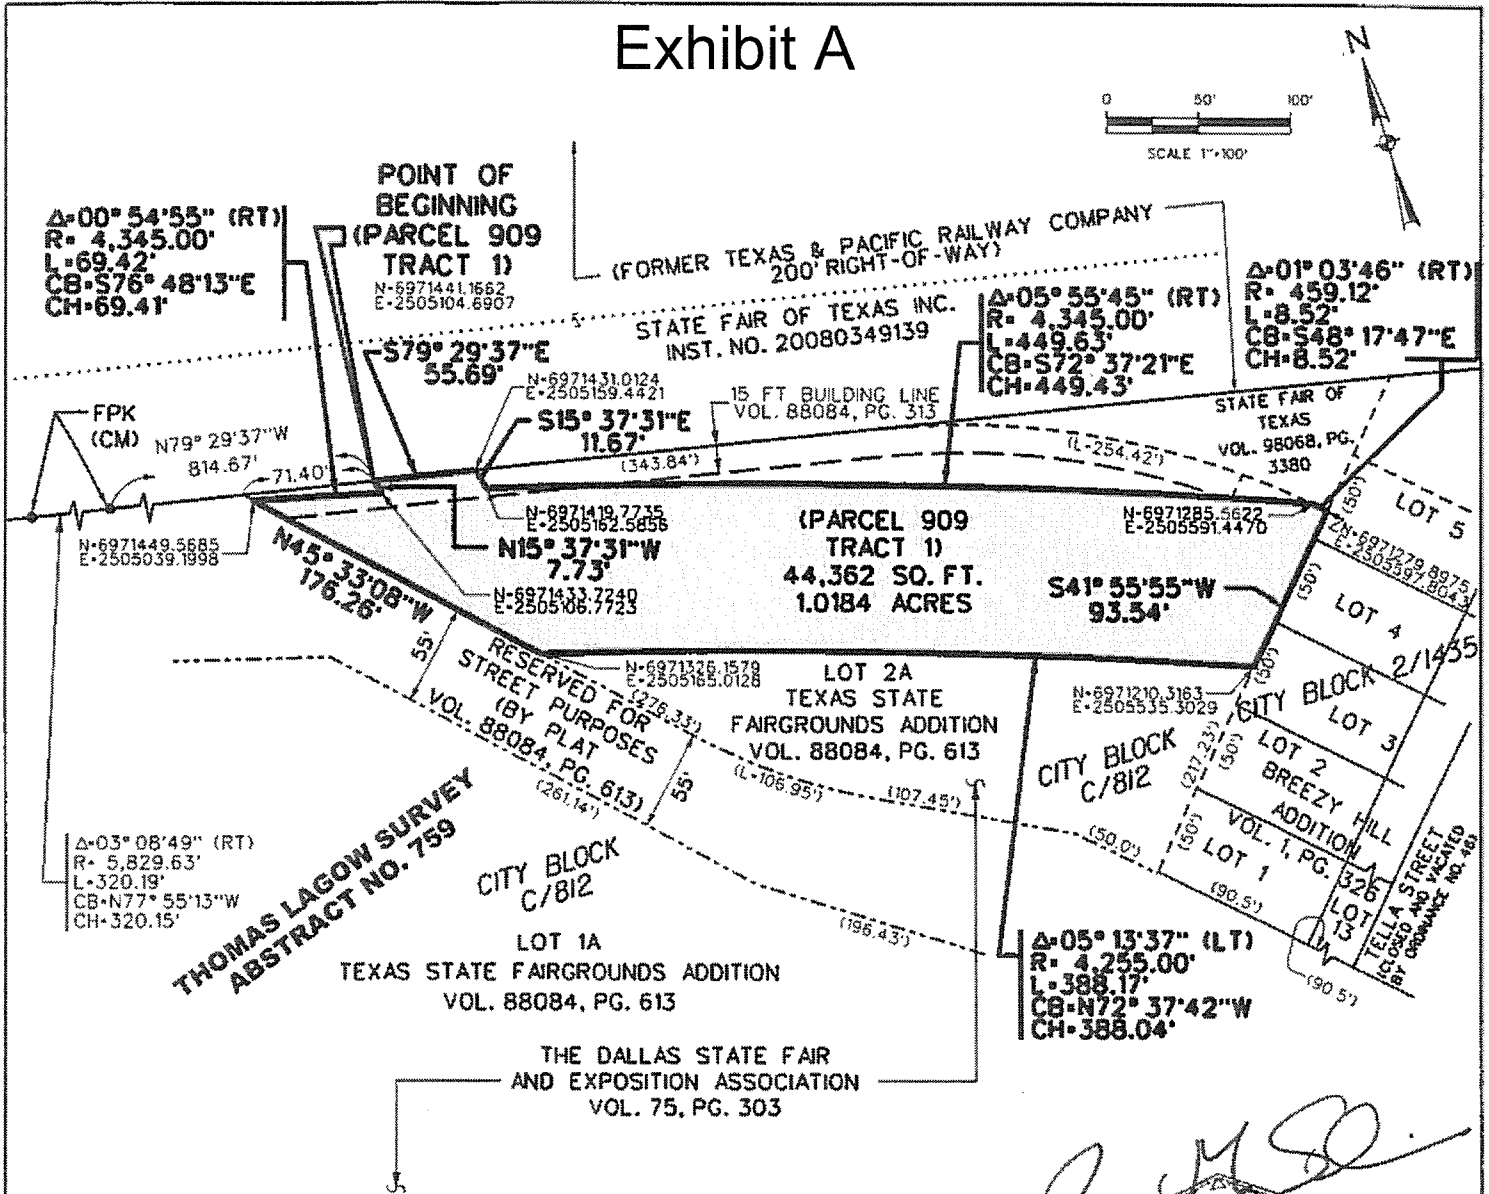 Exhibit A
N
0 50' 100'
SCALE 1"=100'
POINT OF
BEGINNING
(PARCEL 909
TRACT 1)
N=6971441.1662
E=2505104.6907
Δ=00°54'55" (RT)
R= 4,345.00'
L=69.42'
CB=S76°48'13"E
CH=69.41'
(FORMER TEXAS & PACIFIC RAILWAY COMPANY
200' RIGHT-OF-WAY)
STATE FAIR OF TEXAS INC.
INST. NO. 20080349139
Δ=05°55'45" (RT)
R= 4,345.00'
L=449.63'
CB=S72°37'21"E
CH=449.43'
Δ=01°03'46" (RT)
R= 459.12'
L=8.52'
CB=S48°17'47"E
CH=8.52'
S79°29'37"E
55.69'
N=6971431.0124
E=2505159.4421
15 FT BUILDING LINE
VOL. 88084, PG. 313
STATE FAIR OF
TEXAS
VOL. 98068, PG.
3380
FPK
(CM)
N79°29'37"W
814.67'
71.40'
S15°37'31"E
11.67'
(343.84')
(L=254.42')
(50')
LOT 5
N=6971449.5685
E=2505039.1998
N45°33'08"W
176.26'
N=6971419.7735
E=2505162.5856
N15°37'31"W
7.73'
N=6971433.7240
E=2505106.7723
(PARCEL 909
TRACT 1)
44,362 SQ. FT.
1.0184 ACRES
N=6971285.5622
E=2505591.4470
S41°55'55"W
93.54'
N=6971279.8975
E=2505597.8043
(50')
LOT 4
55'
RESERVED FOR
STREET PURPOSES
(BY PLAT
VOL. 88084, PG. 613)
N=6971326.1579
E=2505165.0128
(276.33')
55'
(261.14')
LOT 2A
TEXAS STATE
FAIRGROUNDS ADDITION
VOL. 88084, PG. 613
N=6971210.3163
E=2505535.3029
(50')
CITY BLOCK 2/1435
LOT 3
CITY BLOCK
C/812
(217.23')
(50')
LOT 2
BREEZY HILL
ADDITION
VOL. 1, PG. 326
(50')
LOT 1
(90.5')
LOT
13
TELLA STREET
(CLOSED AND VACATED
BY ORDINANCE NO. 46)
(90.5')
(L=106.95')
(107.45')
(50.0')
(196.43')
Δ=03°08'49" (RT)
R= 5,829.63'
L=320.19'
CB=N77°55'13"W
CH=320.15'
THOMAS LAGOW SURVEY
ABSTRACT NO. 759
CITY BLOCK
C/812
LOT 1A
TEXAS STATE FAIRGROUNDS ADDITION
VOL. 88084, PG. 613
Δ=05°13'37" (LT)
R= 4,255.00'
L=388.17'
CB=N72°37'42"W
CH=388.04'
THE DALLAS STATE FAIR
AND EXPOSITION ASSOCIATION
VOL. 75, PG. 303